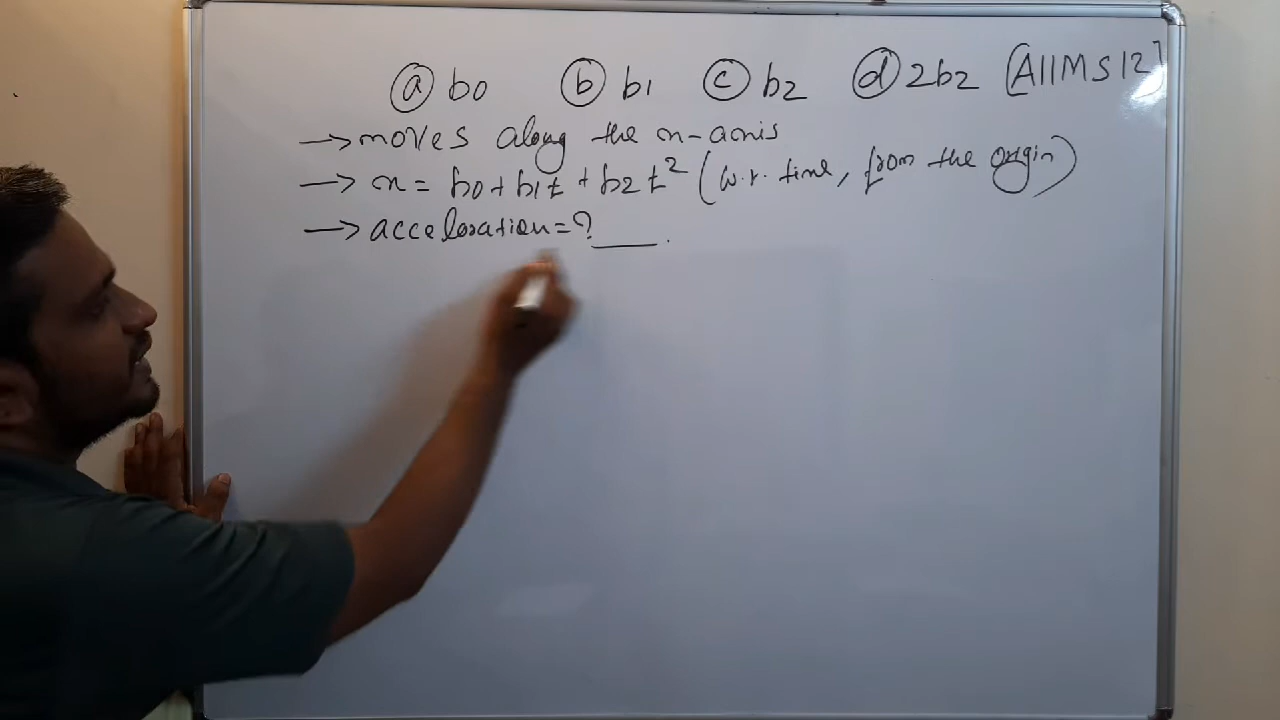 ⓐ b0 ⓑ b1 ⓒ b2 ⓓ 2b2 [AIIMS 12]
→ moves along the x-axis
→ x = b0 + b1t + b2t² (w.r. time, from the origin)
→ acceleration = ? ____.